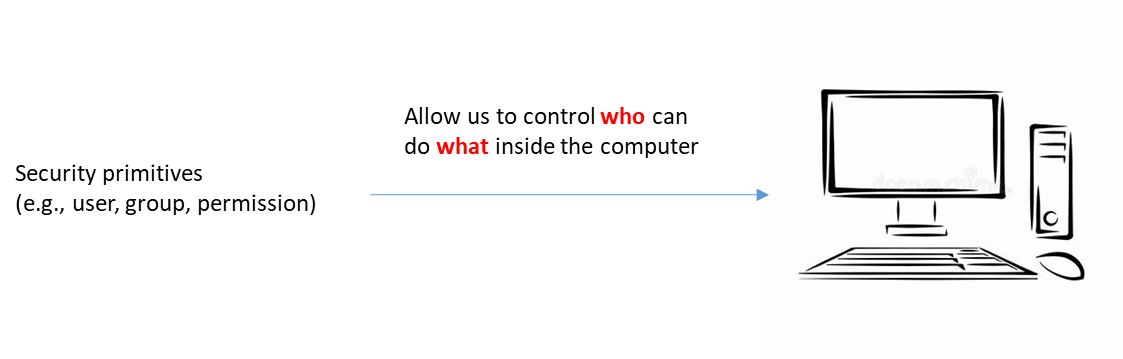 Allow us to control who can
do what inside the computer
Security primitives
(e.g., user, group, permission)